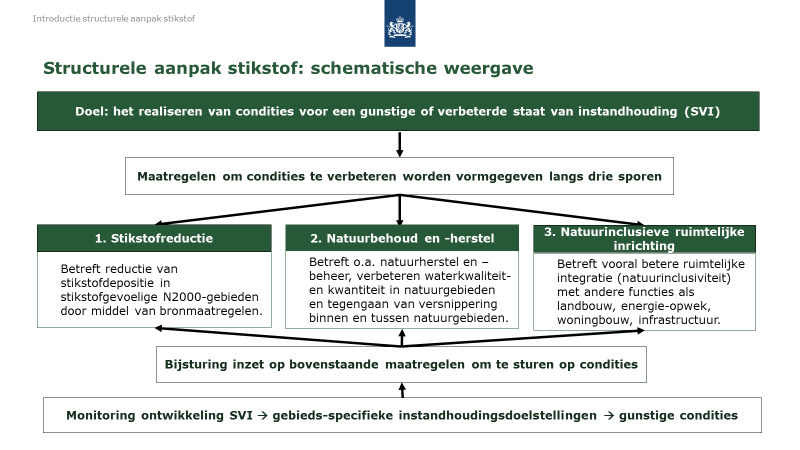 Introductie structurele aanpak stikstof
Structurele aanpak stikstof: schematische weergave
Doel: het realiseren van condities voor een gunstige of verbeterde staat van instandhouding (SVI)
Maatregelen om condities te verbeteren worden vormgegeven langs drie sporen
1. Stikstofreductie
Betreft reductie van
stikstofdepositie in
stikstofgevoelige N2000-gebieden
door middel van bronmaatregelen.
2. Natuurbehoud en -herstel
Betreft o.a. natuurherstel en –
beheer, verbeteren waterkwaliteit-
en kwantiteit in natuurgebieden
en tegengaan van versnippering
binnen en tussen natuurgebieden.
3. Natuurinclusieve ruimtelijke
inrichting
Betreft vooral betere ruimtelijke
integratie (natuurinclusiviteit)
met andere functies als
landbouw, energie-opwek,
woningbouw, infrastructuur.
Bijsturing inzet op bovenstaande maatregelen om te sturen op condities
Monitoring ontwikkeling SVI → gebieds-specifieke instandhoudingsdoelstellingen → gunstige condities